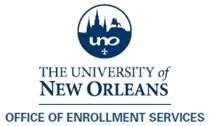 uno
THE UNIVERSITY of
NEW ORLEANS
OFFICE OF ENROLLMENT SERVICES